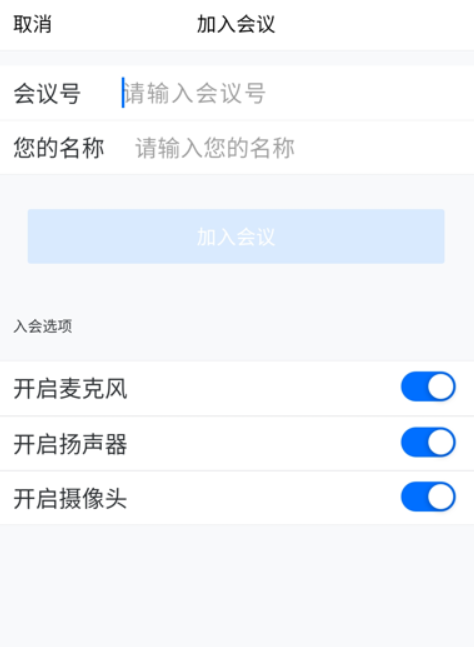 取消 加入会议
会议号 请输入会议号
您的名称 请输入您的名称
加入会议
入会选项
开启麦克风
开启扬声器
开启摄像头